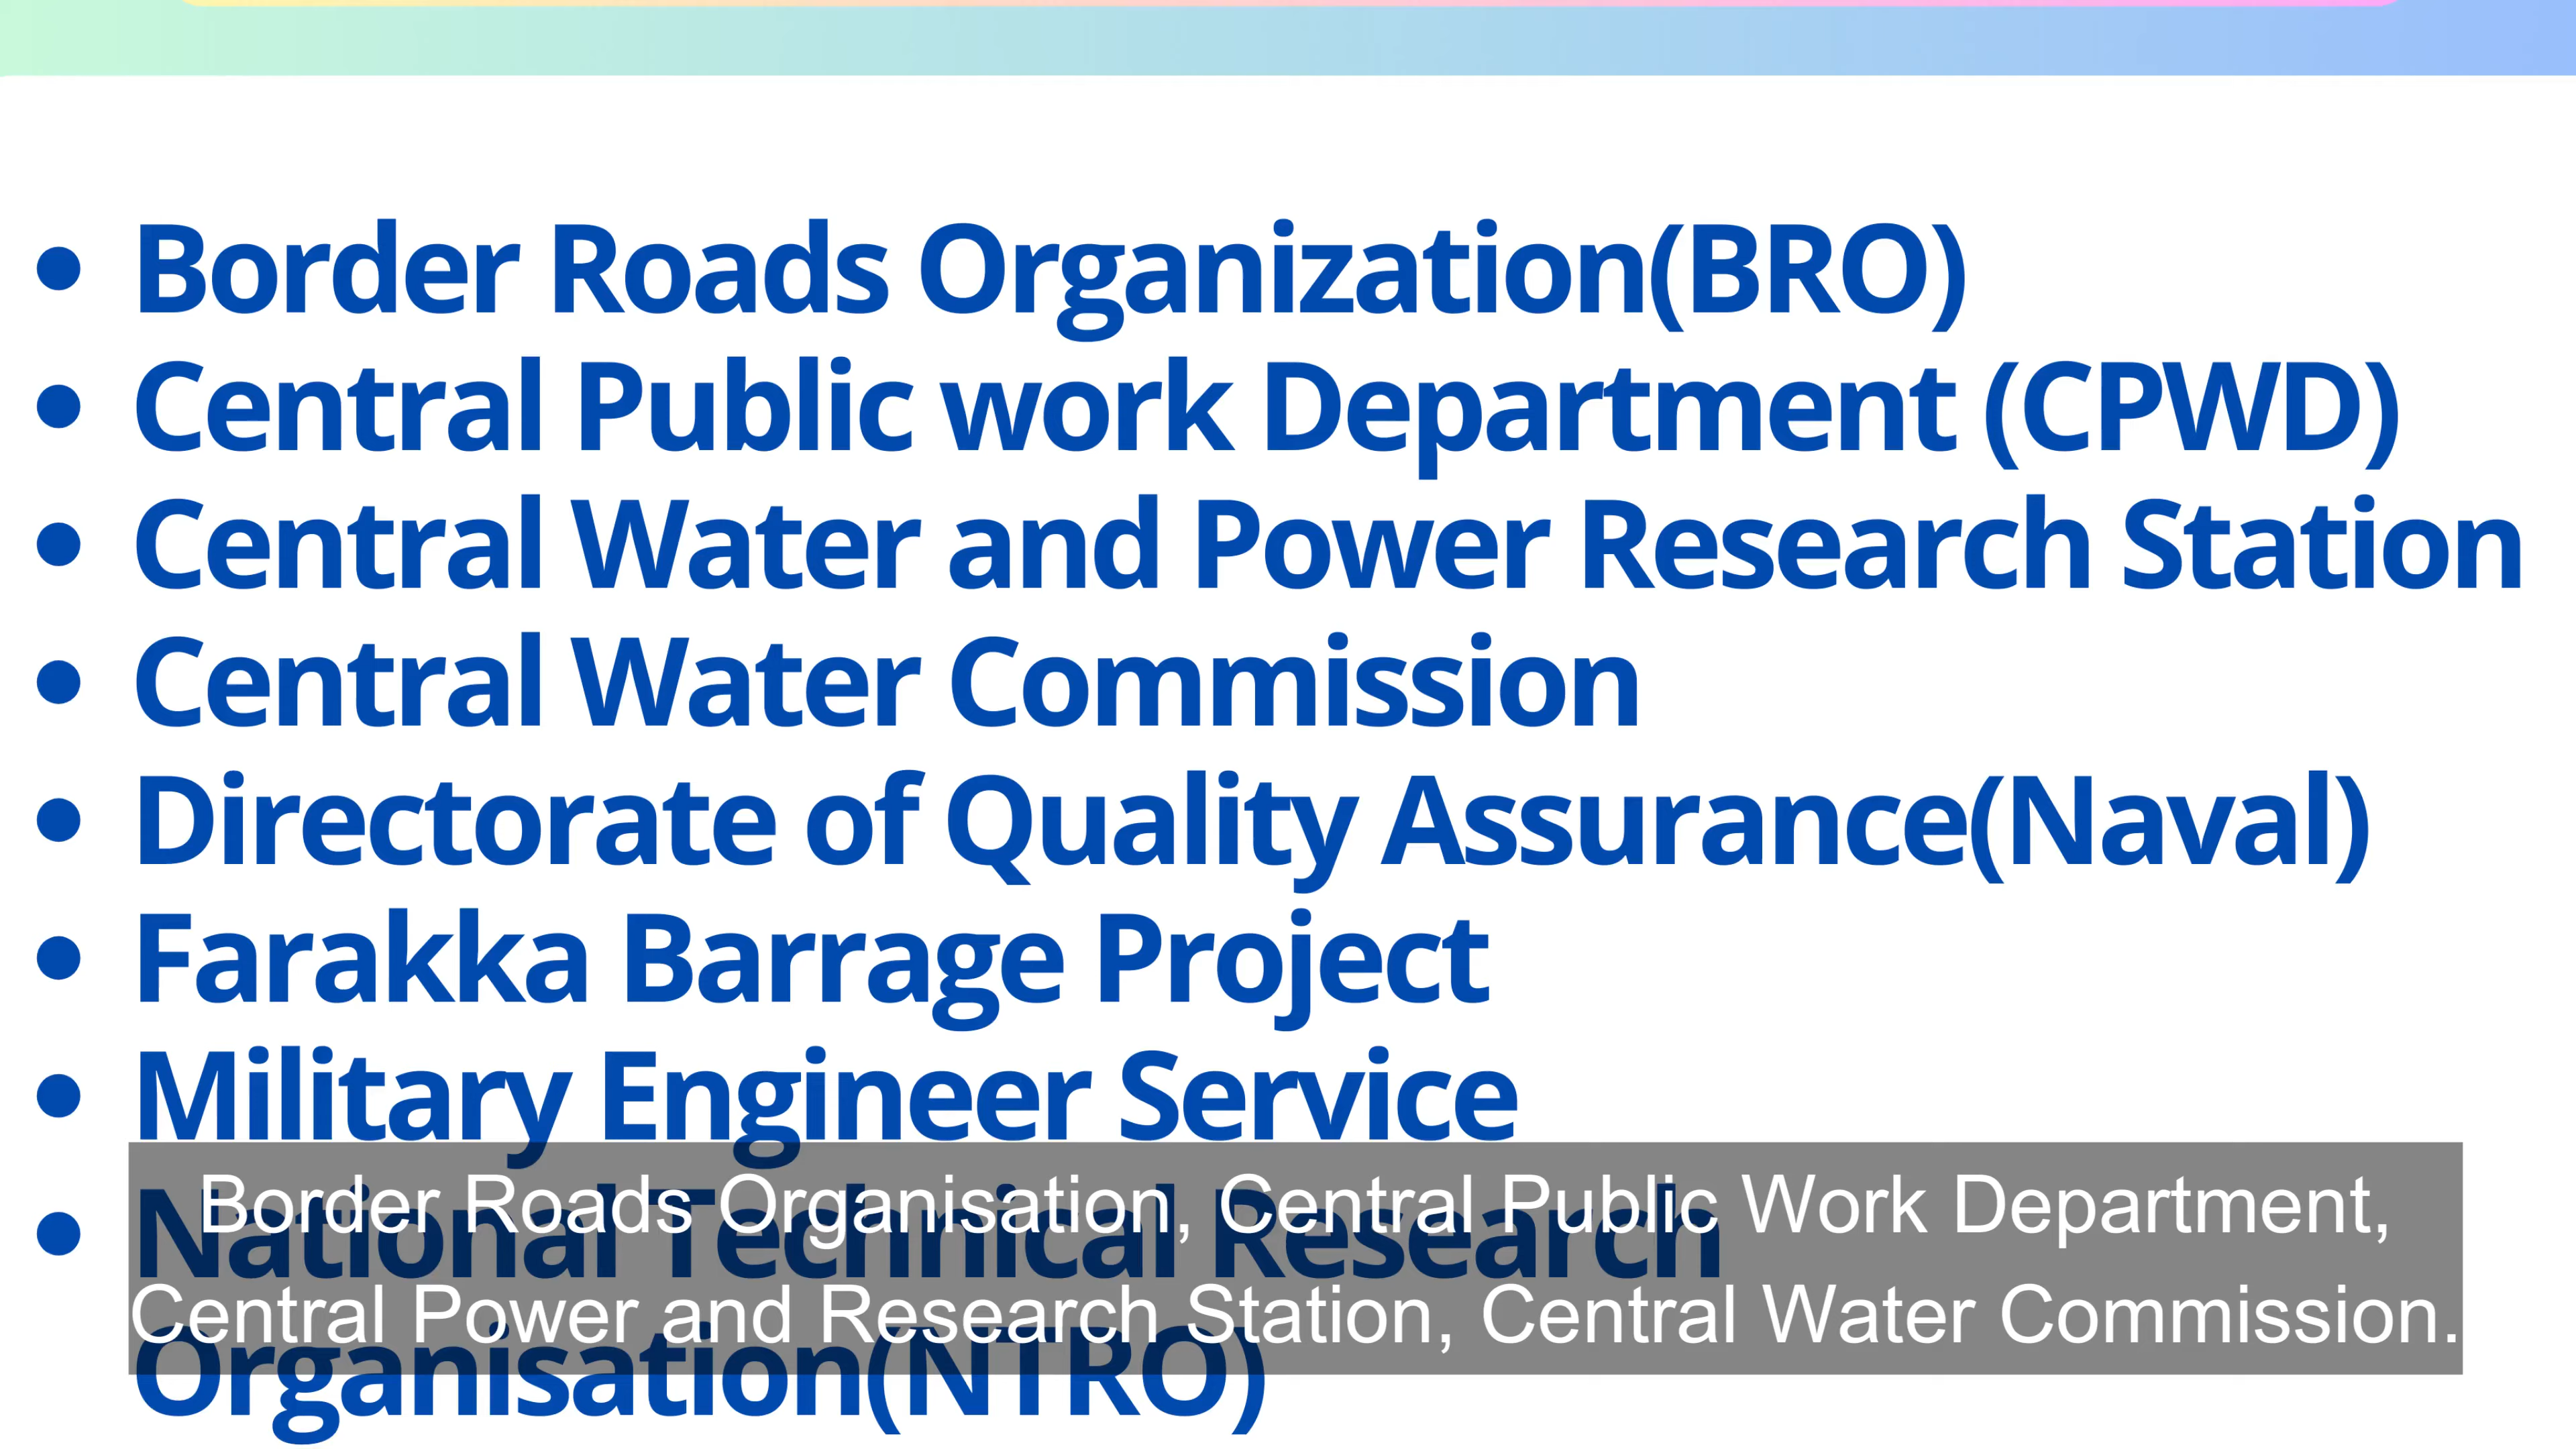 • Border Roads Organization(BRO)
• Central Public work Department (CPWD)
• Central Water and Power Research Station
• Central Water Commission
• Directorate of Quality Assurance(Naval)
• Farakka Barrage Project
• Military Engineer Service
• National Technical Research
Organisation(NTRO)
Border Roads Organisation, Central Public Work Department,
Central Power and Research Station, Central Water Commission.